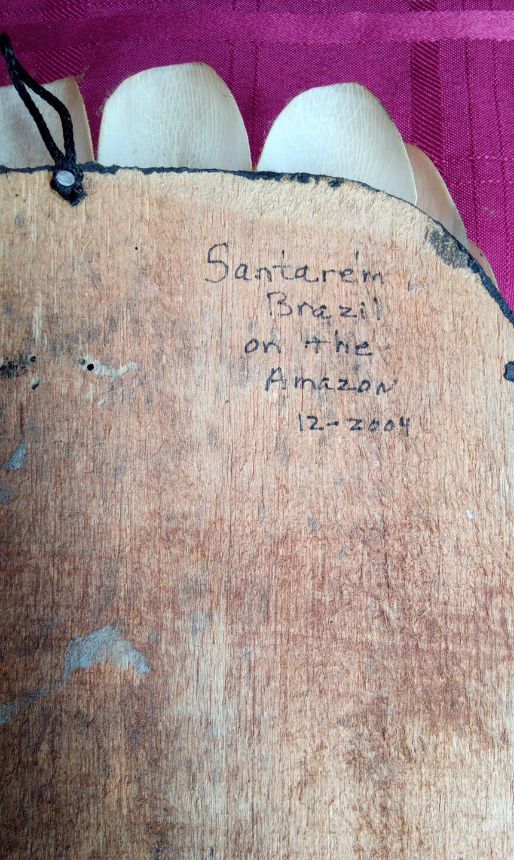 Santarém
Brazil
on the
Amazon
12-2004